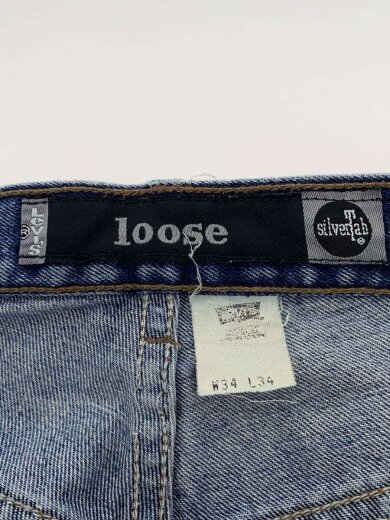 LEVI'S
®
loose
silverTab
®
W34 L34